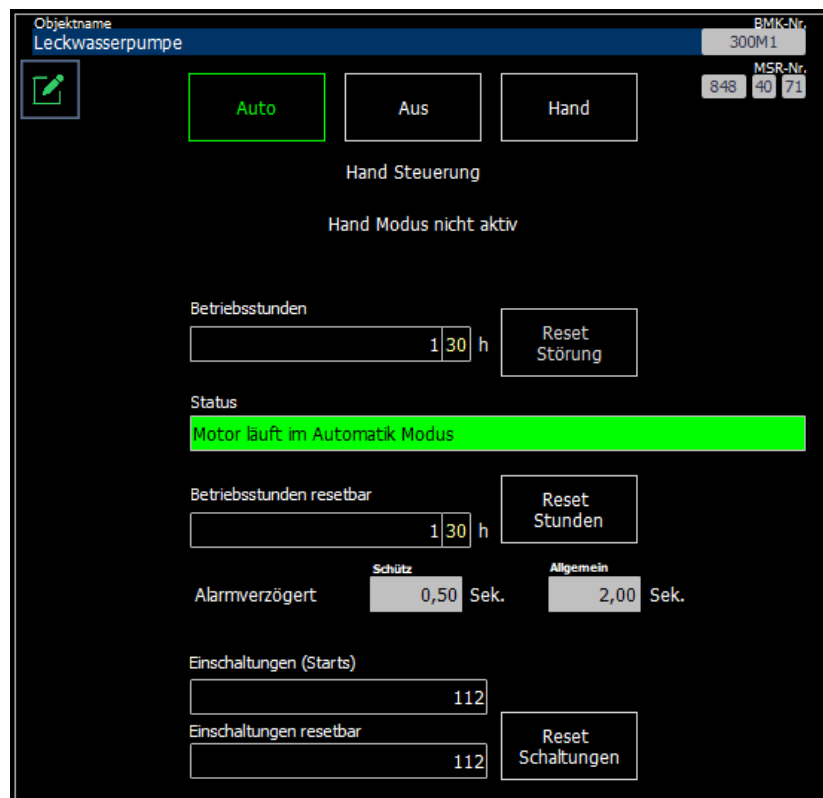 Objektname BMK-Nr.
Leckwasserpumpe 300M1
MSR-Nr.
848 40 71
Auto Aus Hand
Hand Steuerung
Hand Modus nicht aktiv
Betriebsstunden
1 30 h
Reset
Störung
Status
Motor läuft im Automatik Modus
Betriebsstunden resetbar
1 30 h
Reset
Stunden
Schütz Allgemein
Alarmverzögert 0,50 Sek. 2,00 Sek.
Einschaltungen (Starts)
112
Einschaltungen resetbar
112
Reset
Schaltungen